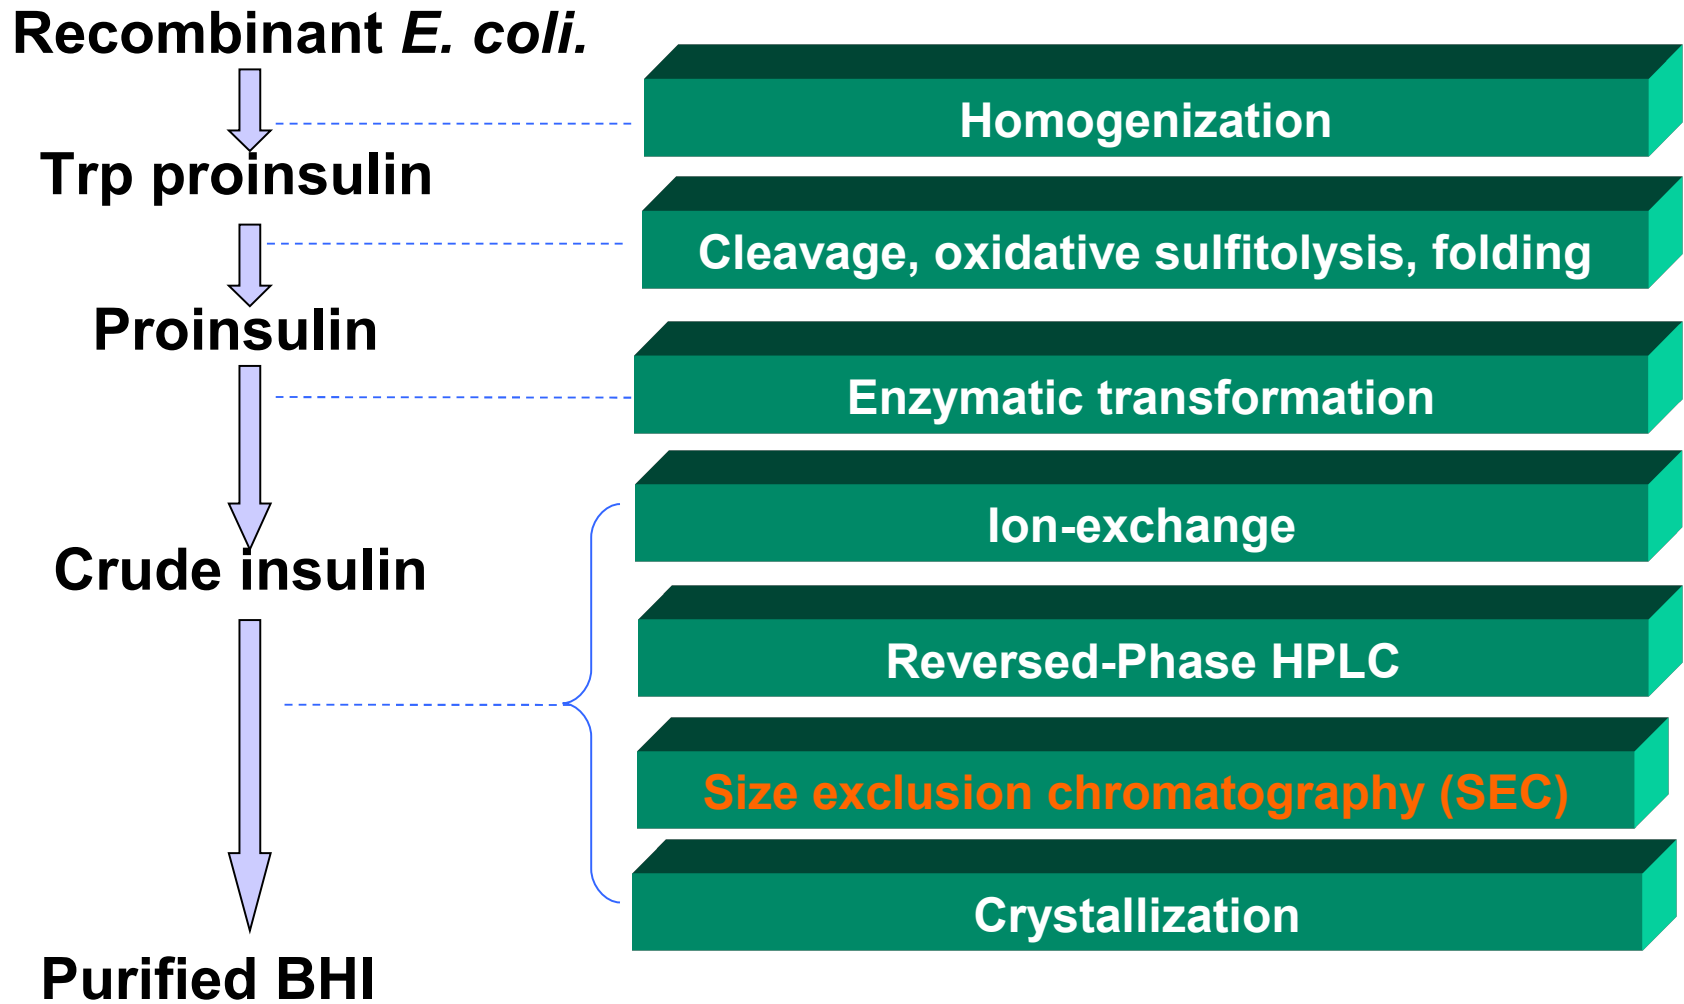 Recombinant E. coli.
Homogenization
Trp proinsulin
Cleavage, oxidative sulfitolysis, folding
Proinsulin
Enzymatic transformation
Ion-exchange
Crude insulin
Reversed-Phase HPLC
Size exclusion chromatography (SEC)
Crystallization
Purified BHI